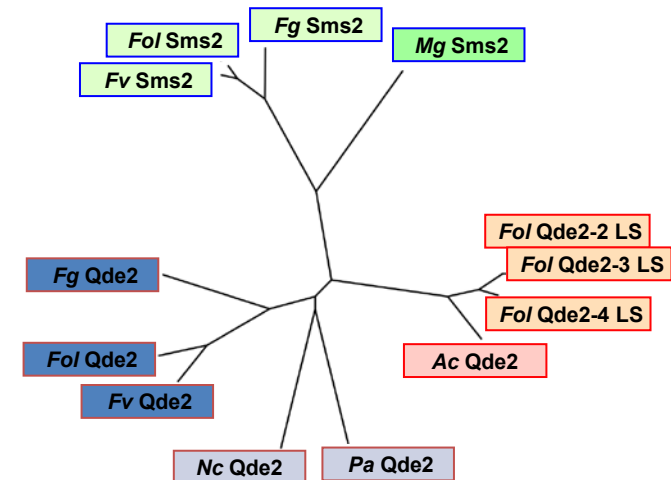 Fg Sms2
Fol Sms2
Mg Sms2
Fv Sms2
Fol Qde2-2 LS
Fol Qde2-3 LS
Fg Qde2
Fol Qde2-4 LS
Fol Qde2
Ac Qde2
Fv Qde2
Nc Qde2
Pa Qde2